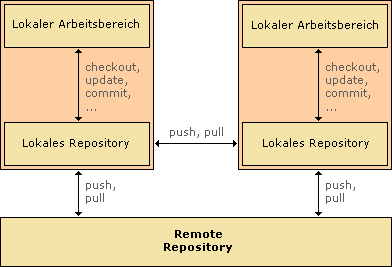 Lokaler Arbeitsbereich
checkout,
update,
commit,
...
Lokales Repository
push,
pull
Lokaler Arbeitsbereich
checkout,
update,
commit,
...
Lokales Repository
push,
pull
push, pull
Remote
Repository